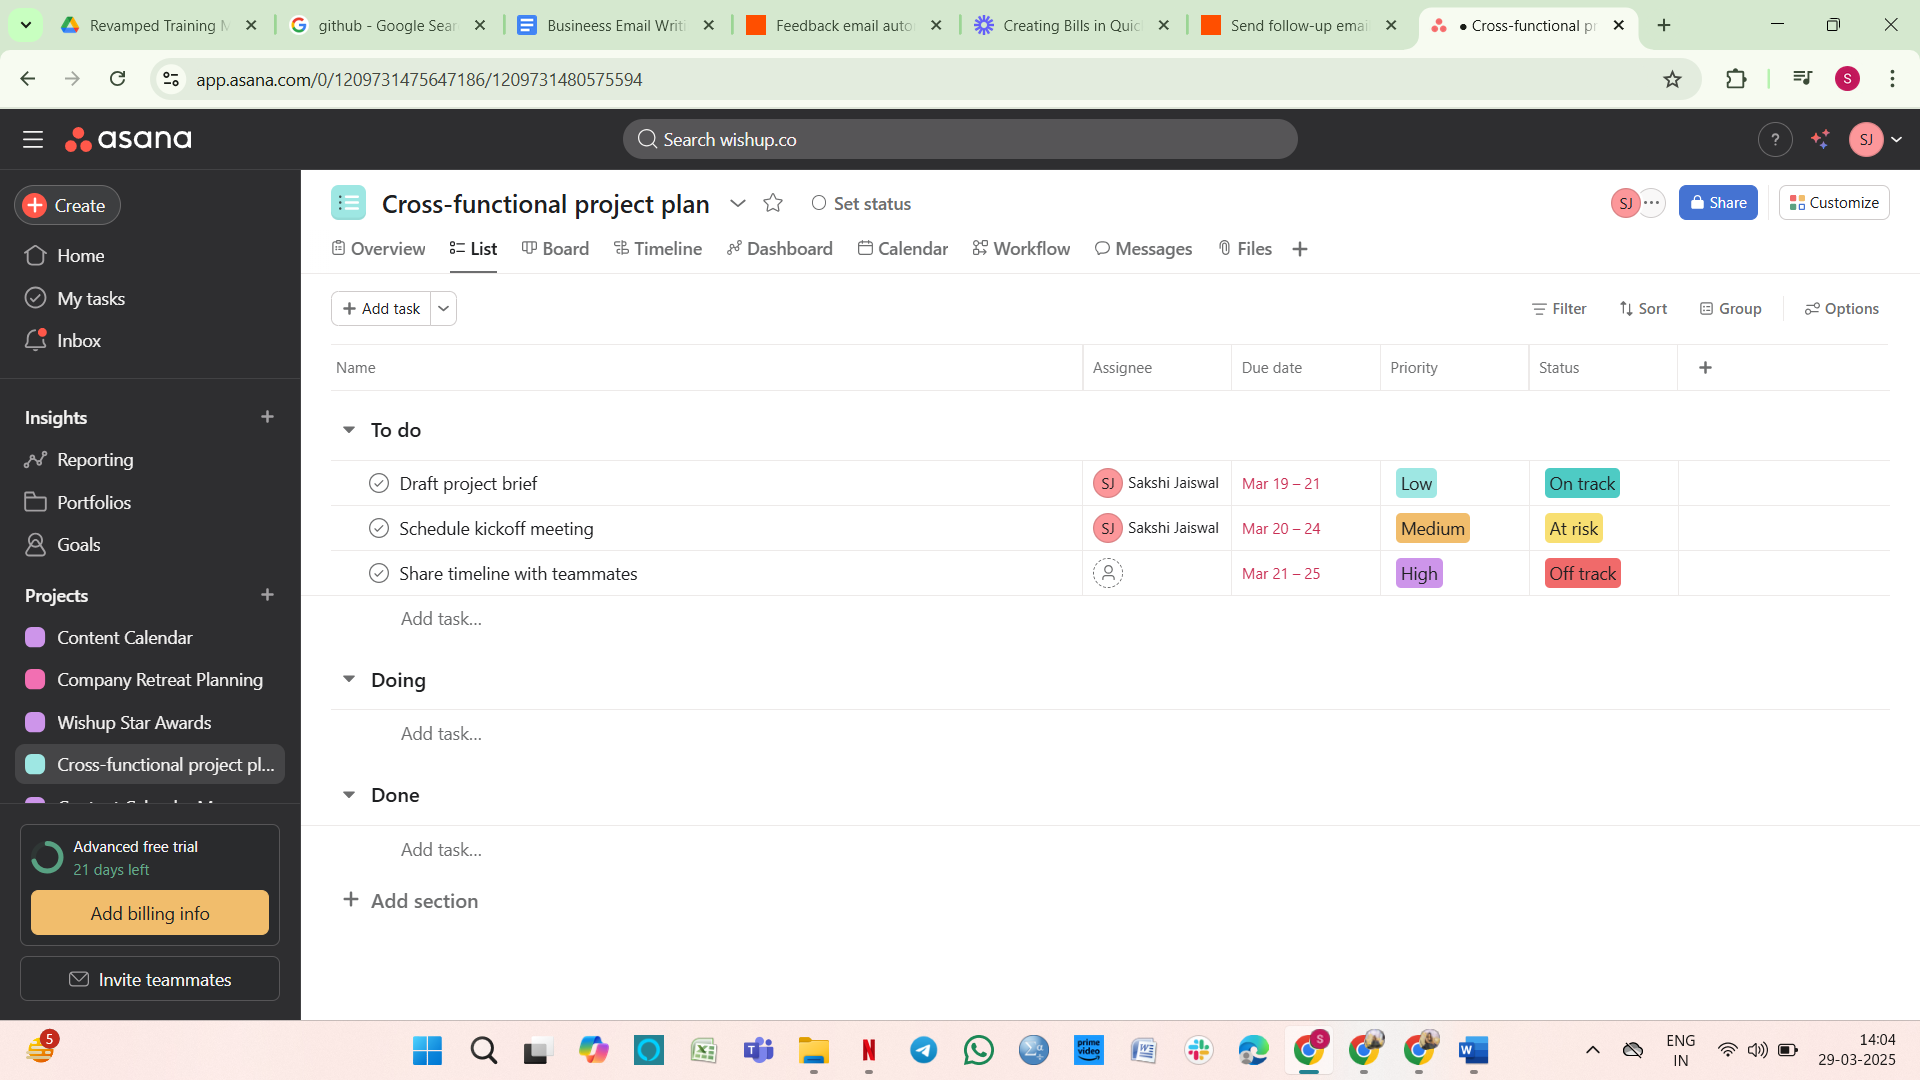 Revamped Training M
github - Google Sear
Busineess Email Writi
Feedback email auto
Creating Bills in Quic
Send follow-up emai
• Cross-functional pr
app.asana.com/0/1209731475647186/1209731480575594
S
asana
Search wishup.co
?
SJ
Create
Home
My tasks
Inbox
Insights
Reporting
Portfolios
Goals
Projects
Content Calendar
Company Retreat Planning
Wishup Star Awards
Cross-functional project pl...
Advanced free trial
21 days left
Add billing info
Invite teammates
Cross-functional project plan
Set status
SJ
Share
Customize
Overview
List
Board
Timeline
Dashboard
Calendar
Workflow
Messages
Files
Add task
Filter
Sort
Group
Options
Name Assignee Due date Priority Status
To do
Draft project brief SJ Sakshi Jaiswal Mar 19 – 21 Low On track
Schedule kickoff meeting SJ Sakshi Jaiswal Mar 20 – 24 Medium At risk
Share timeline with teammates Mar 21 – 25 High Off track
Add task...
Doing
Add task...
Done
Add task...
Add section
5
prime video
S
ENG
IN
14:04
29-03-2025